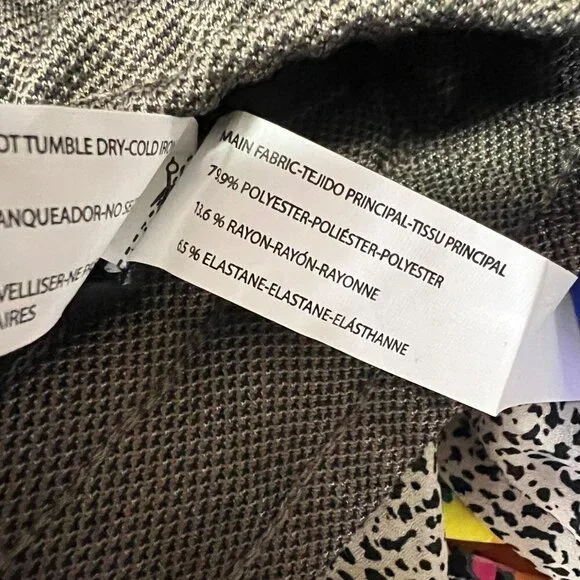 OT TUMBLE DRY-COLD IRON
ANQUEADOR-NO SE
VELLISER-NE
AIRES
MAIN FABRIC-TEJIDO PRINCIPAL-TISSU PRINCIPAL
79.9% POLYESTER-POLIÉSTER-POLYESTER
13.6 % RAYON-RAYÓN-RAYONNE
6.5 % ELASTANE-ELASTANE-ELÁSTHANNE